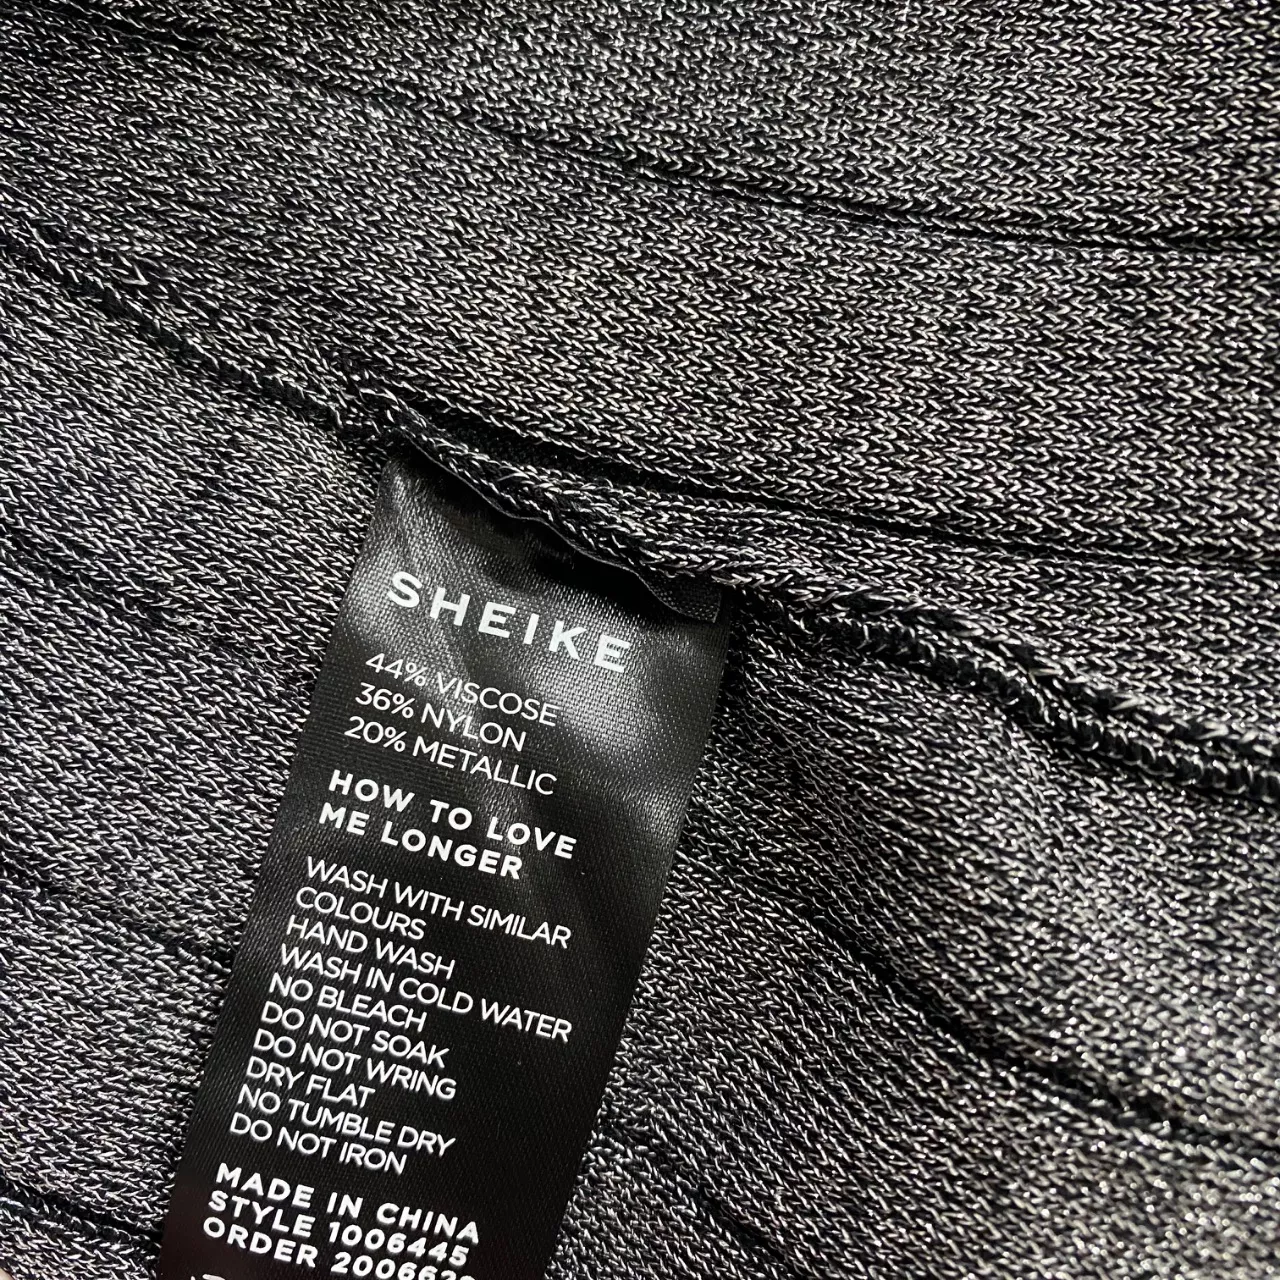 SHEIKE
44% VISCOSE
36% NYLON
20% METALLIC
HOW TO LOVE
ME LONGER
WASH WITH SIMILAR
COLOURS
HAND WASH
WASH IN COLD WATER
NO BLEACH
DO NOT SOAK
DO NOT WRING
DRY FLAT
NO TUMBLE DRY
DO NOT IRON
MADE IN CHINA
STYLE 1006445
ORDER